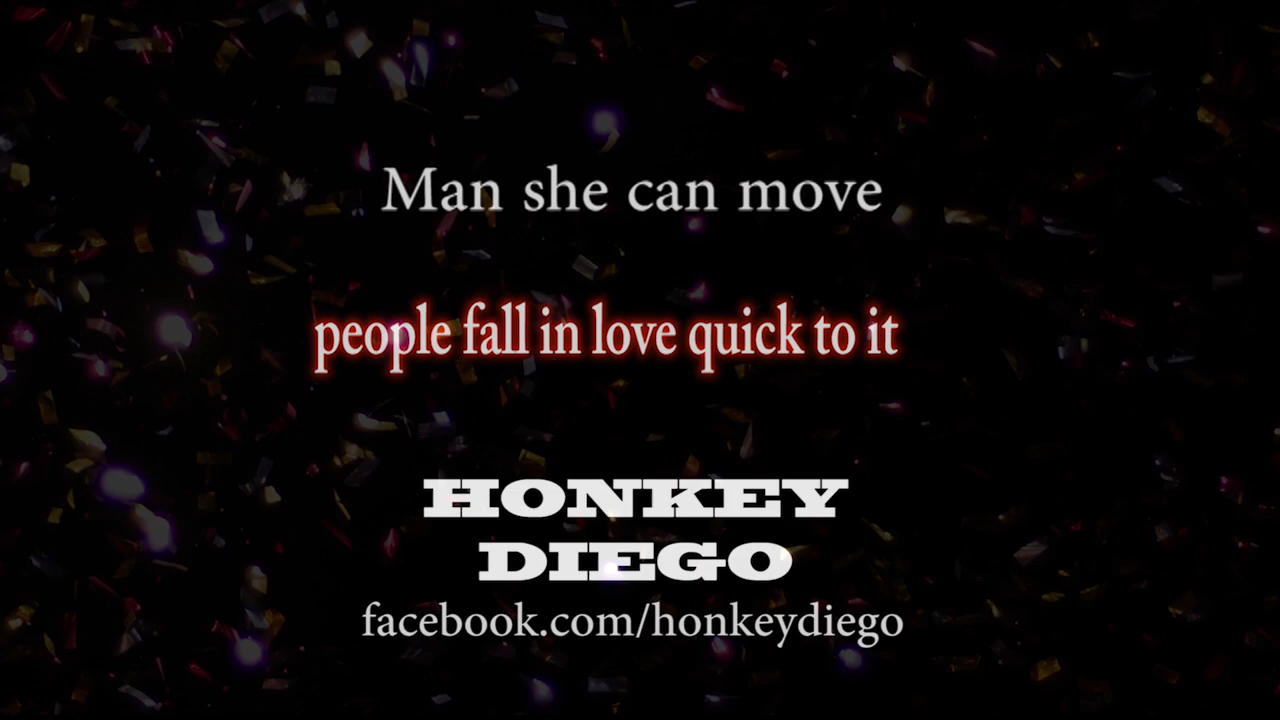 Man she can move
people fall in love quick to it
HONKEY
DIEGO
facebook.com/honkeydiego